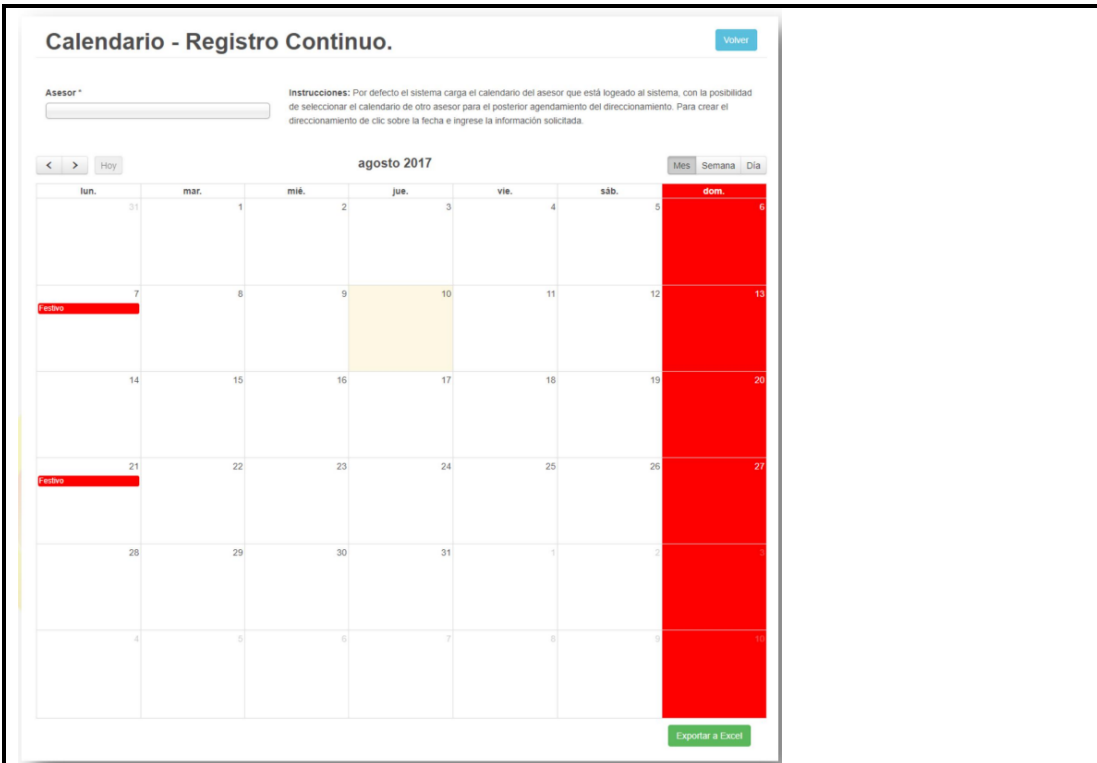 Calendario - Registro Continuo.
Volver
Asesor *
Instrucciones: Por defecto el sistema carga el calendario del asesor que está logeado al sistema, con la posibilidad
de seleccionar el calendario de otro asesor para el posterior agendamiento del direccionamiento. Para crear el
direccionamiento de clic sobre la fecha e ingrese la información solicitada.
< > Hoy
agosto 2017
Mes Semana Día
lun. mar. mié. jue. vie. sáb. dom.
31 1 2 3 4 5 6
7 8 9 10 11 12 13
Festivo
14 15 16 17 18 19 20
21 22 23 24 25 26 27
Festivo
28 29 30 31 1 2 3
4 5 6 7 8 9 10
Exportar a Excel